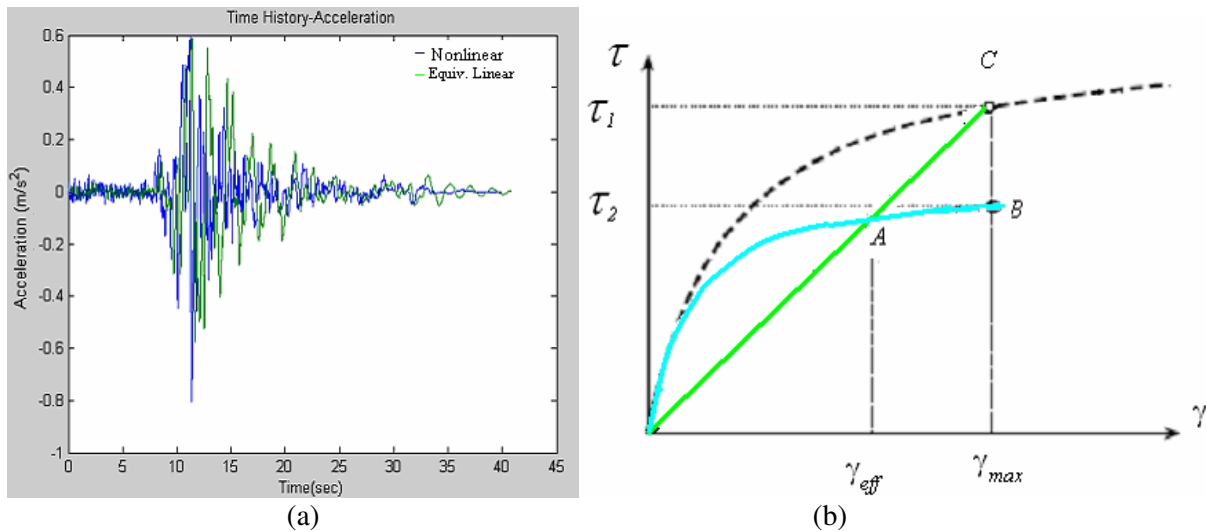 Time History-Acceleration
Acceleration (m/s²)
0.6
0.4
0.2
0
-0.2
-0.4
-0.6
-0.8
-1
Nonlinear
Equiv. Linear
0 5 10 15 20 25 30 35 40 45
Time(sec)
(a)
τ
C
τ₁
τ₂
B
A
γ
γeff
γmax
(b)